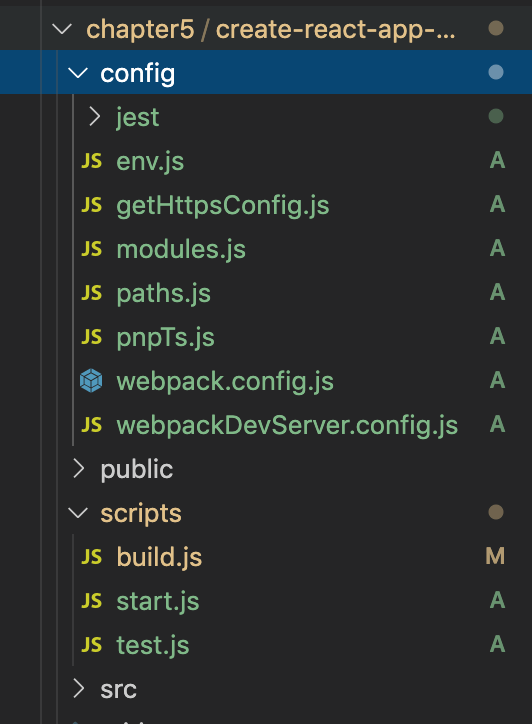 chapter5 / create-react-app-...
config
jest
JS env.js A
JS getHttpsConfig.js A
JS modules.js A
JS paths.js A
JS pnpTs.js A
webpack.config.js A
JS webpackDevServer.config.js A
public
scripts
JS build.js M
JS start.js A
JS test.js A
src